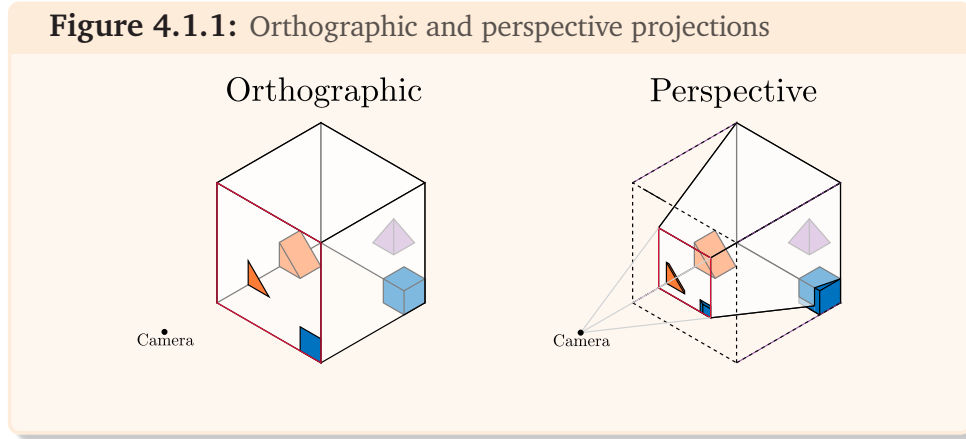 Figure 4.1.1: Orthographic and perspective projections
Orthographic
Perspective
Camera
Camera